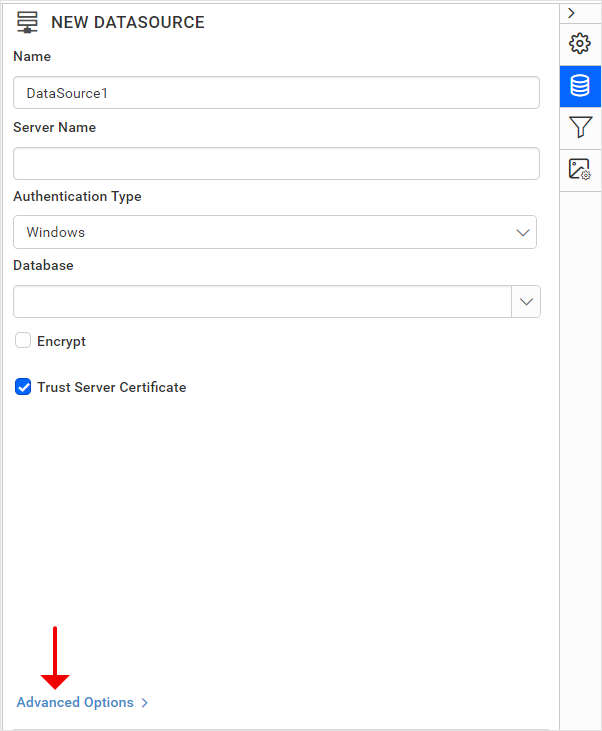 NEW DATASOURCE
Name
DataSource1
Server Name
Authentication Type
Windows
Database
Encrypt
Trust Server Certificate
Advanced Options